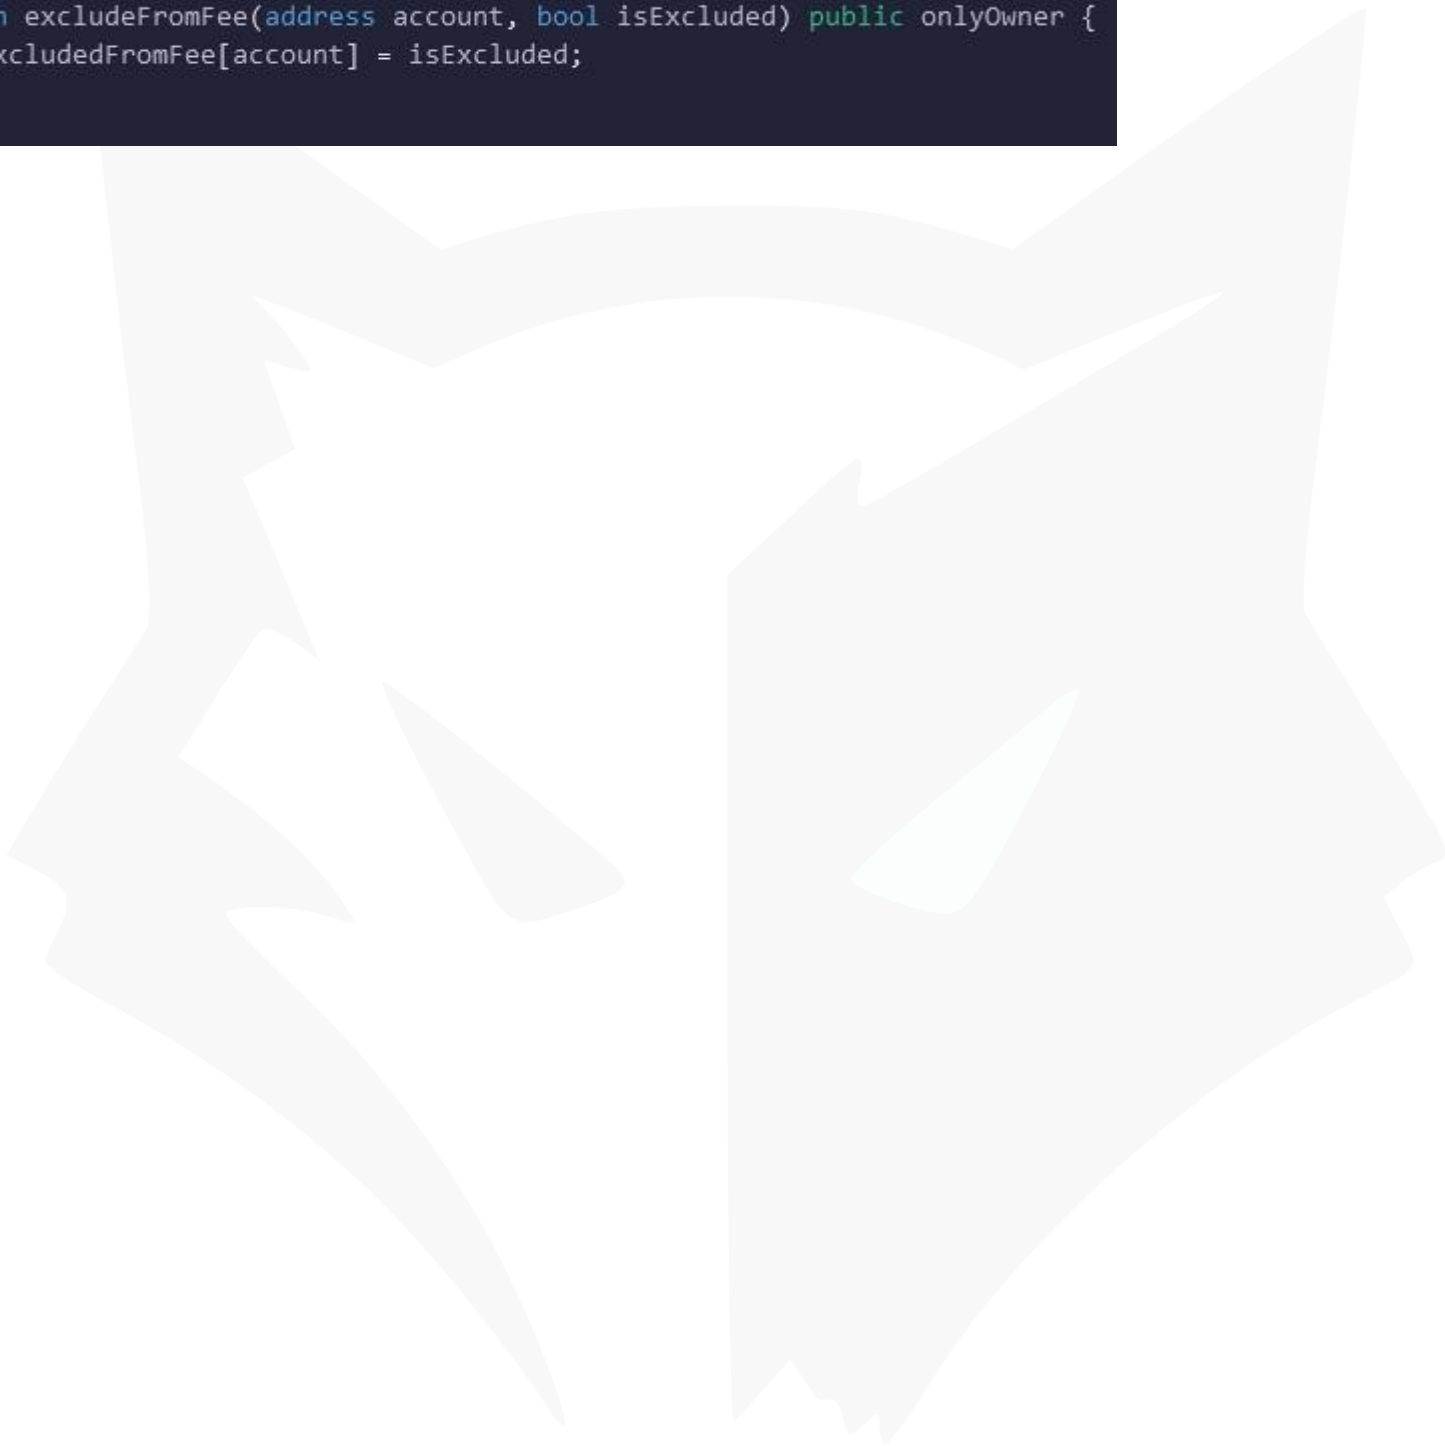 excludeFromFee(address account, bool isExcluded) public onlyOwner {
xcludedFromFee[account] = isExcluded;